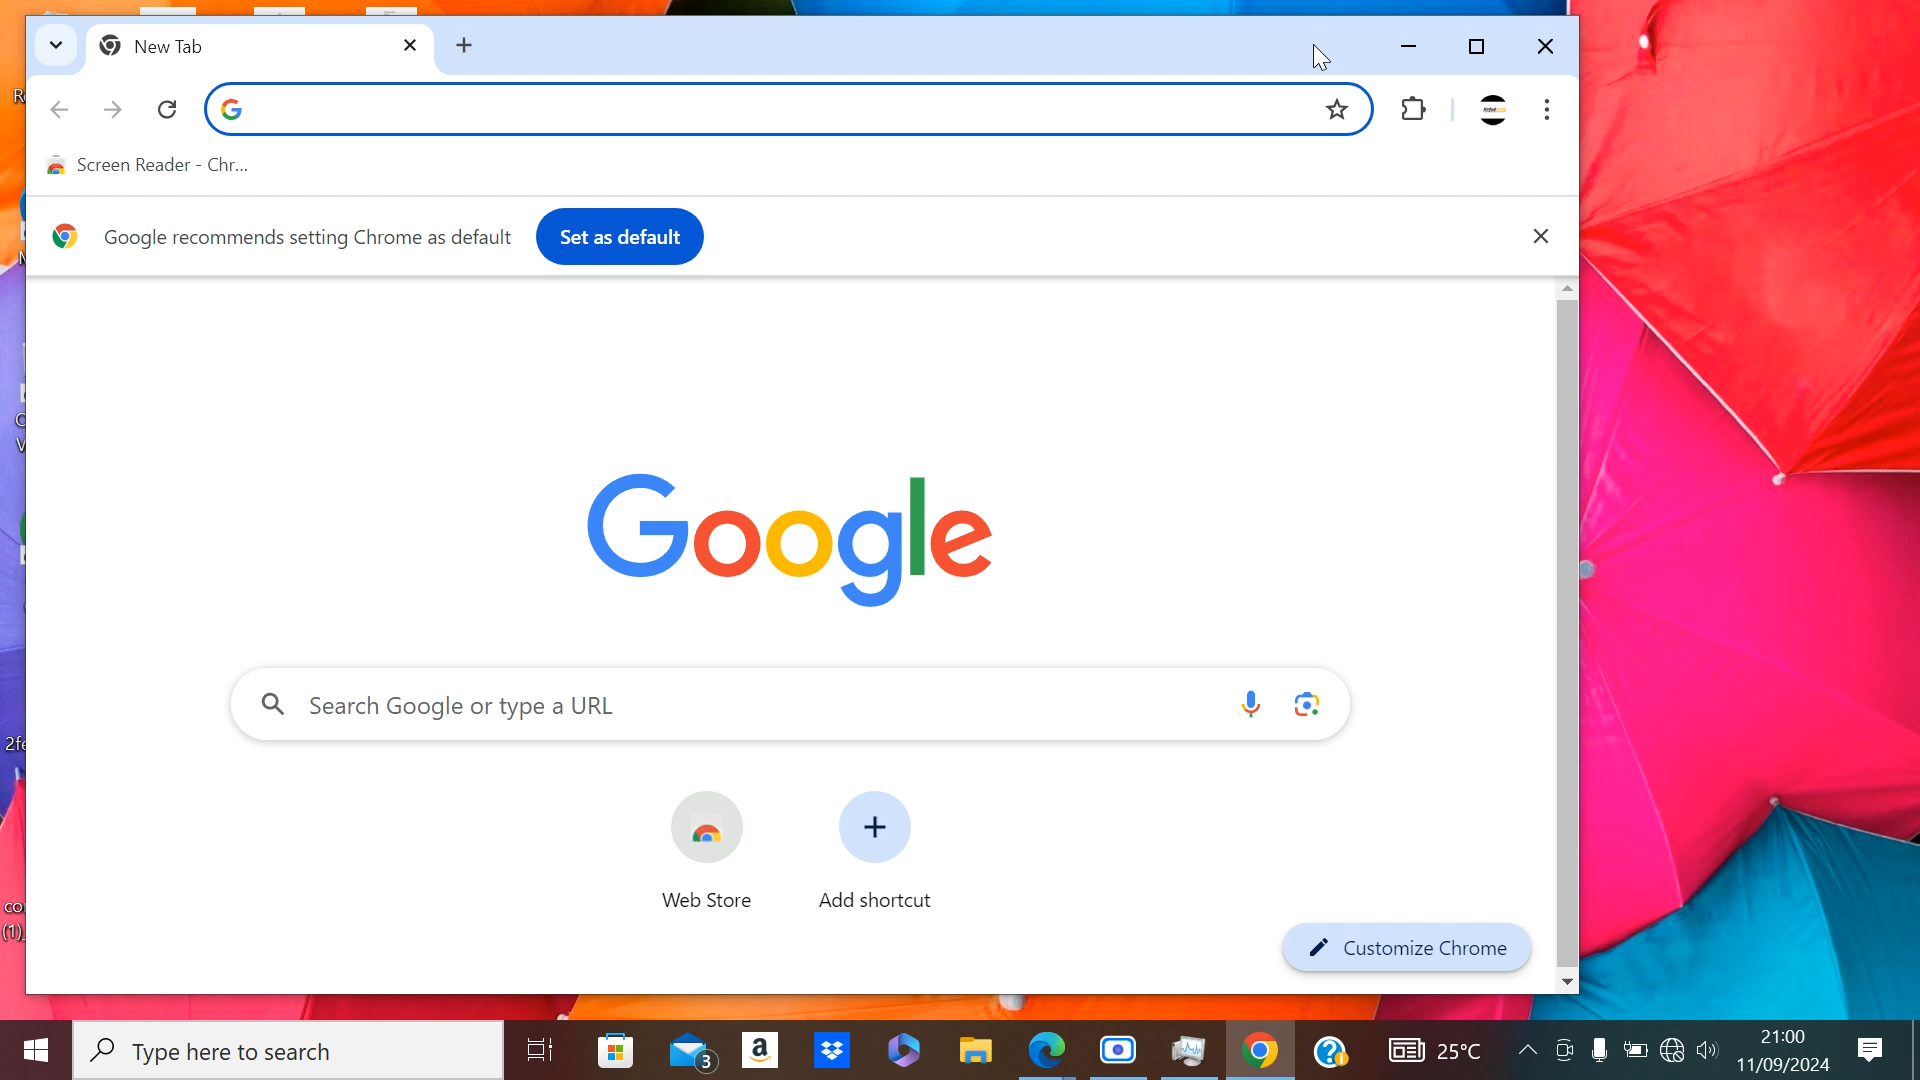 New Tab
Screen Reader - Chr...
Google recommends setting Chrome as default
Set as default
Google
Search Google or type a URL
Web Store
Add shortcut
Customize Chrome
Type here to search
3
a
25°C
21:00
11/09/2024